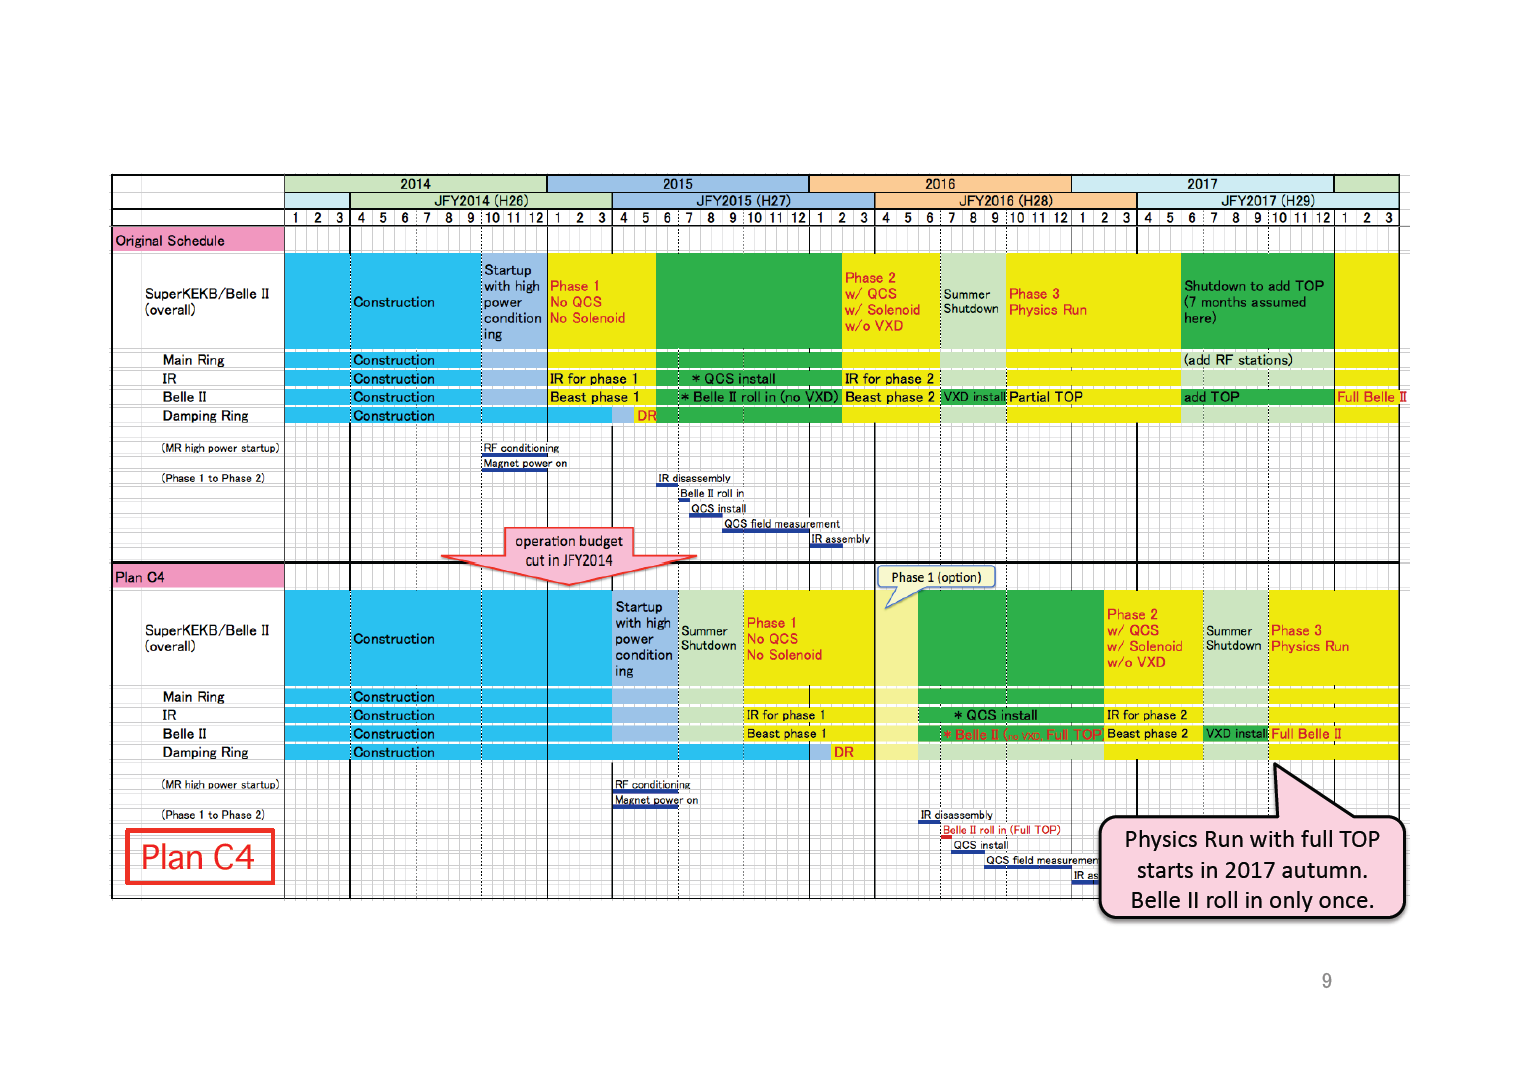 2014 2015 2016 2017
JFY2014 (H26) JFY2015 (H27) JFY2016 (H28) JFY2017 (H29)
1 2 3 4 5 6 7 8 9 10 11 12 1 2 3 4 5 6 7 8 9 10 11 12 1 2 3 4 5 6 7 8 9 10 11 12 1 2 3 4 5 6 7 8 9 10 11 12 1 2 3
Original Schedule
SuperKEKB/Belle II
(overall)
Construction
Startup
with high
power
condition
ing
Phase 1
No QCS
No Solenoid
Phase 2
w/ QCS
w/ Solenoid
w/o VXD
Summer
Shutdown
Phase 3
Physics Run
Shutdown to add TOP
(7 months assumed
here)
Main Ring Construction (add RF stations)
IR Construction IR for phase 1 * QCS install IR for phase 2
Belle II Construction Beast phase 1 * Belle II roll in (no VXD) Beast phase 2 VXD install Partial TOP add TOP Full Belle II
Damping Ring Construction DR
(MR high power startup) RF conditioning
Magnet power on
(Phase 1 to Phase 2) IR disassembly
Belle II roll in
QCS install
QCS field measurement
IR assembly
operation budget
cut in JFY2014
Plan C4
Phase 1 (option)
SuperKEKB/Belle II
(overall)
Construction
Startup
with high
power
condition
ing
Summer
Shutdown
Phase 1
No QCS
No Solenoid
Phase 2
w/ QCS
w/ Solenoid
w/o VXD
Summer
Shutdown
Phase 3
Physics Run
Main Ring Construction
IR Construction IR for phase 1 * QCS install IR for phase 2
Belle II Construction Beast phase 1 * Belle II (no VXD, Full TOP) Beast phase 2 VXD install Full Belle II
Damping Ring Construction DR
(MR high power startup) RF conditioning
Magnet power on
(Phase 1 to Phase 2) IR disassembly
Belle II roll in (Full TOP)
QCS install
QCS field measuremen
IR as
Plan C4
Physics Run with full TOP
starts in 2017 autumn.
Belle II roll in only once.
9